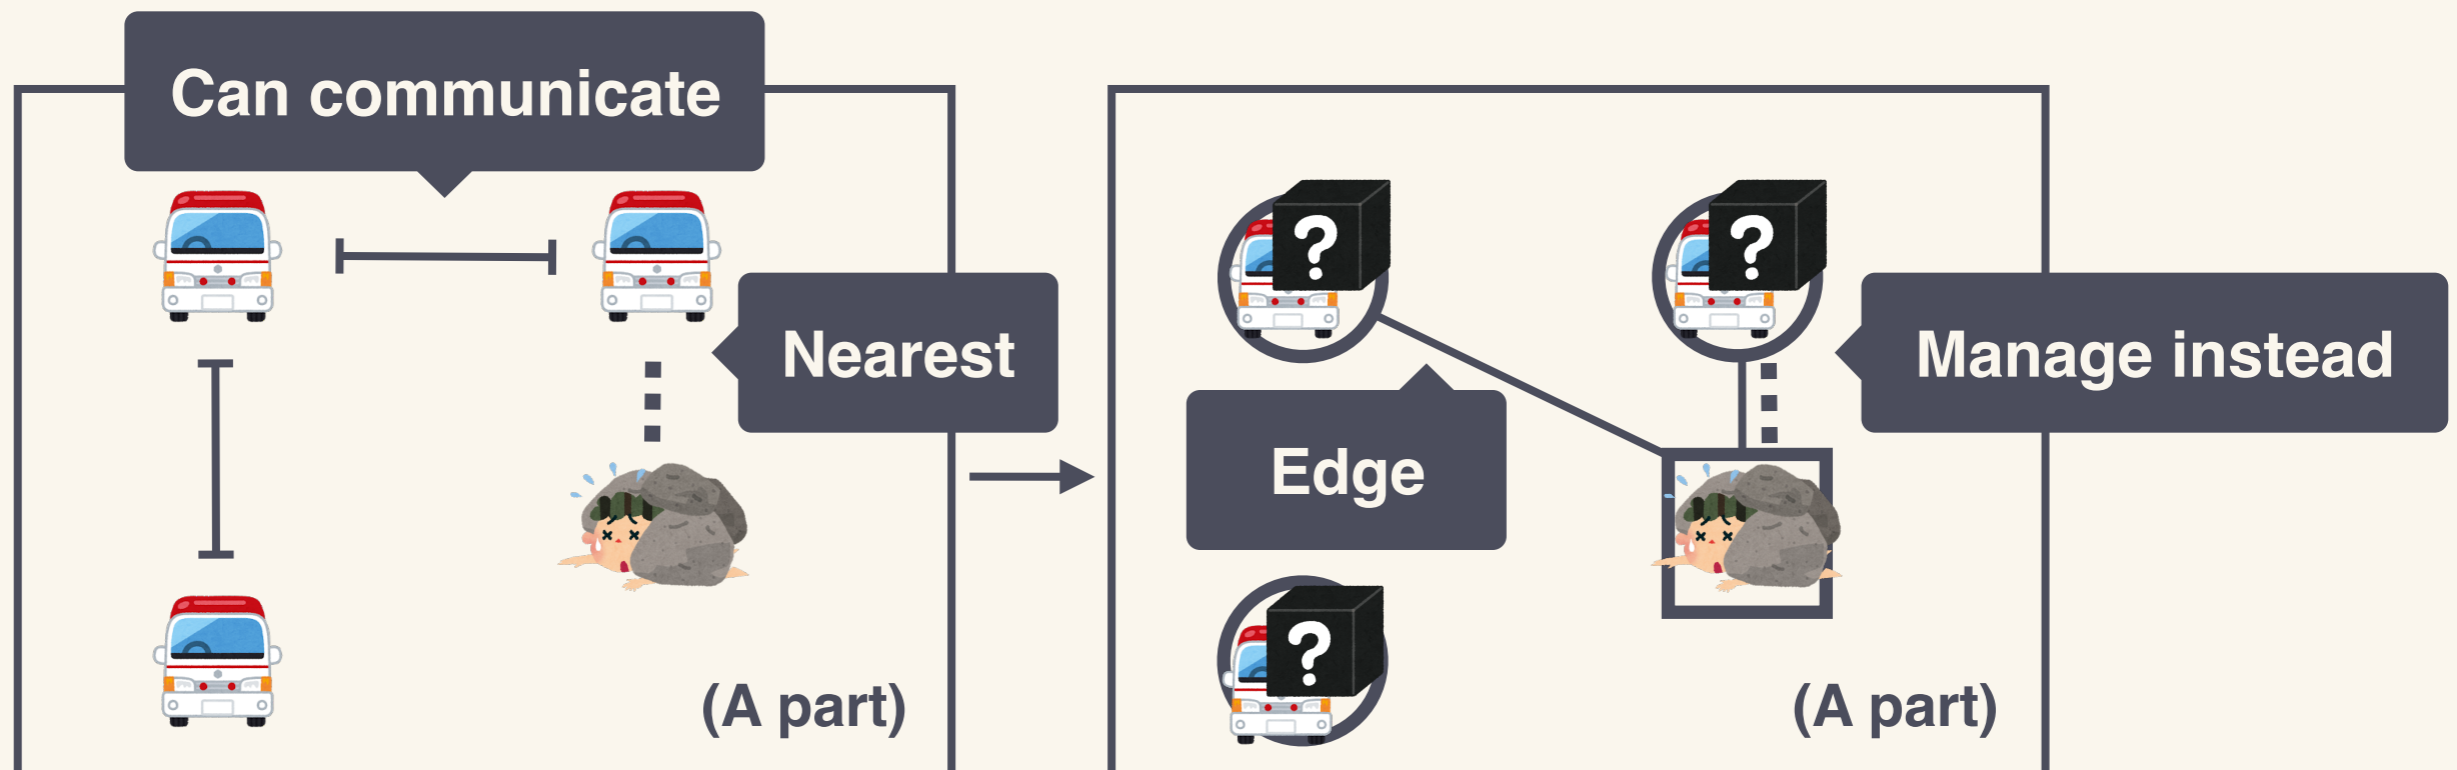 Can communicate
Nearest
(A part)
?
?
Manage instead
Edge
?
(A part)